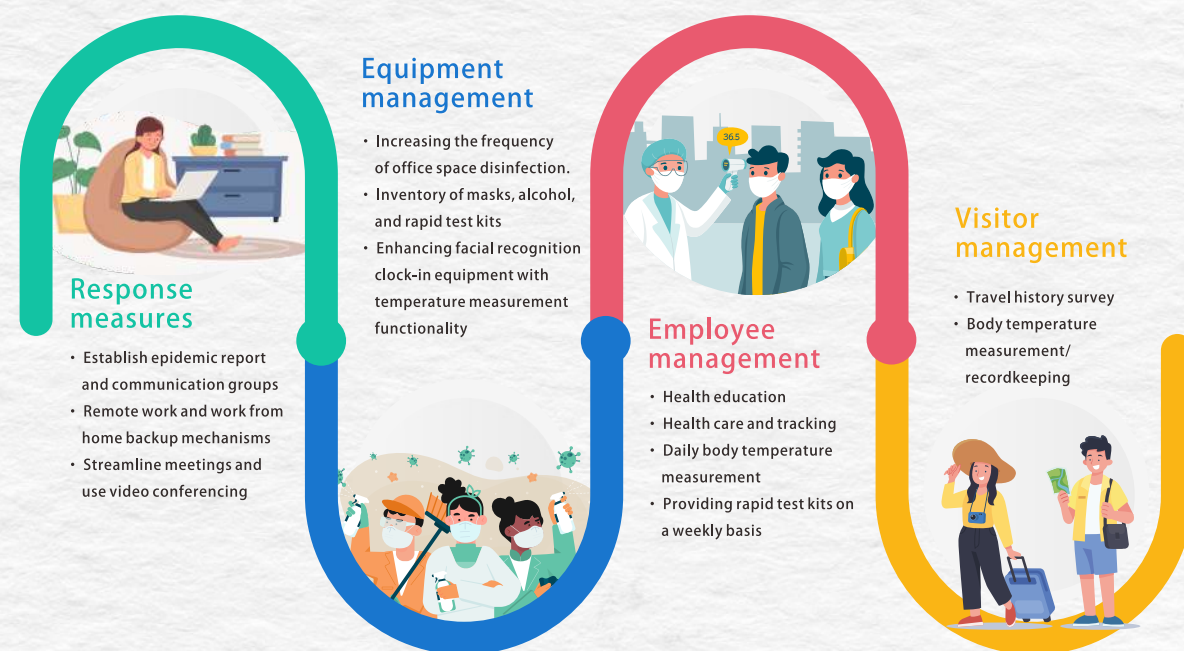 Response
measures
• Establish epidemic report
and communication groups
• Remote work and work from
home backup mechanisms
• Streamline meetings and
use video conferencing
Equipment
management
• Increasing the frequency
of office space disinfection.
• Inventory of masks, alcohol,
and rapid test kits
• Enhancing facial recognition
clock-in equipment with
temperature measurement
functionality
36.5
Employee
management
• Health education
• Health care and tracking
• Daily body temperature
measurement
• Providing rapid test kits on
a weekly basis
Visitor
management
• Travel history survey
• Body temperature
measurement/
recordkeeping